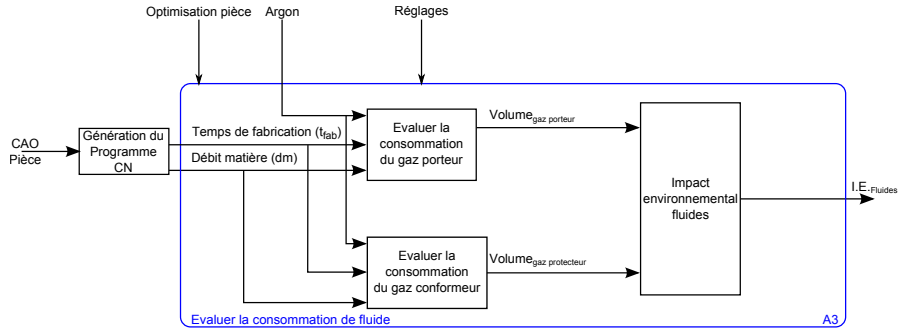 Optimisation pièce
Argon
Réglages
CAO
Pièce
Génération du
Programme
CN
Temps de fabrication (tfab)
Débit matière (dm)
Evaluer la
consommation
du gaz porteur
Volumegaz porteur
Impact
environnemental
fluides
I.E.Fluides
Evaluer la
consommation
du gaz conformeur
Volumegaz protecteur
Evaluer la consommation de fluide
A3